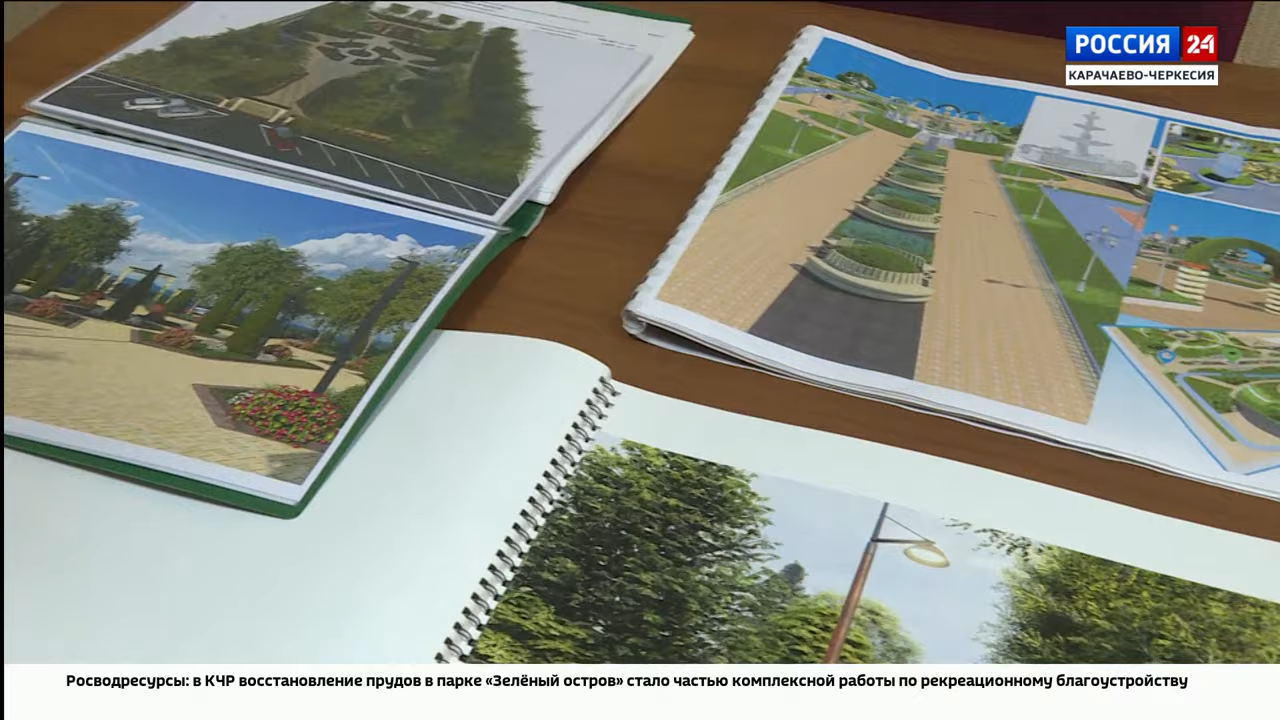 РОССИЯ 24
КАРАЧАЕВО-ЧЕРКЕСИЯ
Росводресурсы: в КЧР восстановление прудов в парке «Зелёный остров» стало частью комплексной работы по рекреационному благоустройству